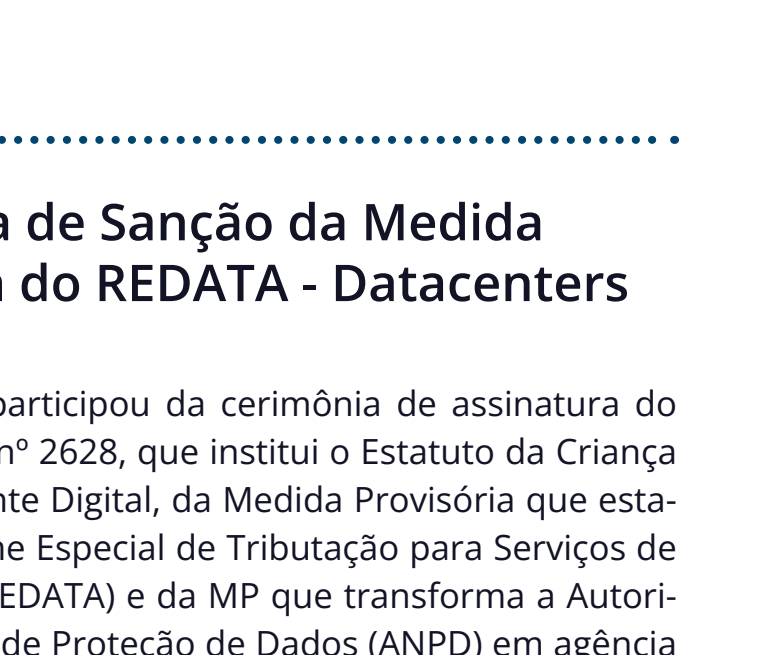 a de Sanção da Medida
do REDATA - Datacenters
participou da cerimônia de assinatura do
nº 2628, que institui o Estatuto da Criança
nte Digital, da Medida Provisória que esta-
ne Especial de Tributação para Serviços de
EDATA) e da MP que transforma a Autori-
de Proteção de Dados (ANPD) em agência